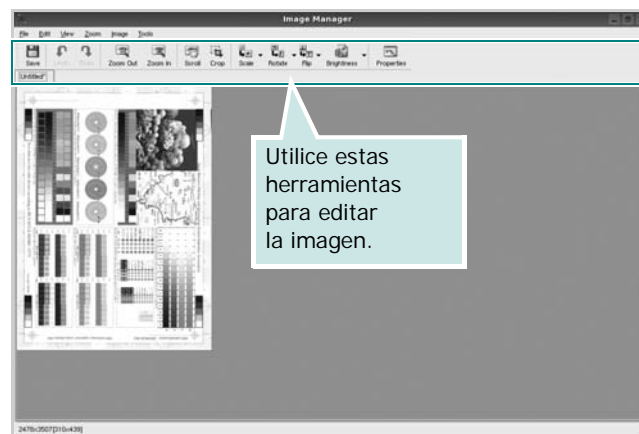 Image Manager
File Edit View Zoom Image Tools
Save Undo Redo Zoom Out Zoom In Scroll Crop Scale Rotate Flip Brightness Properties
Untitled*
Utilice estas
herramientas
para editar
la imagen.
2478x3507[310x439]